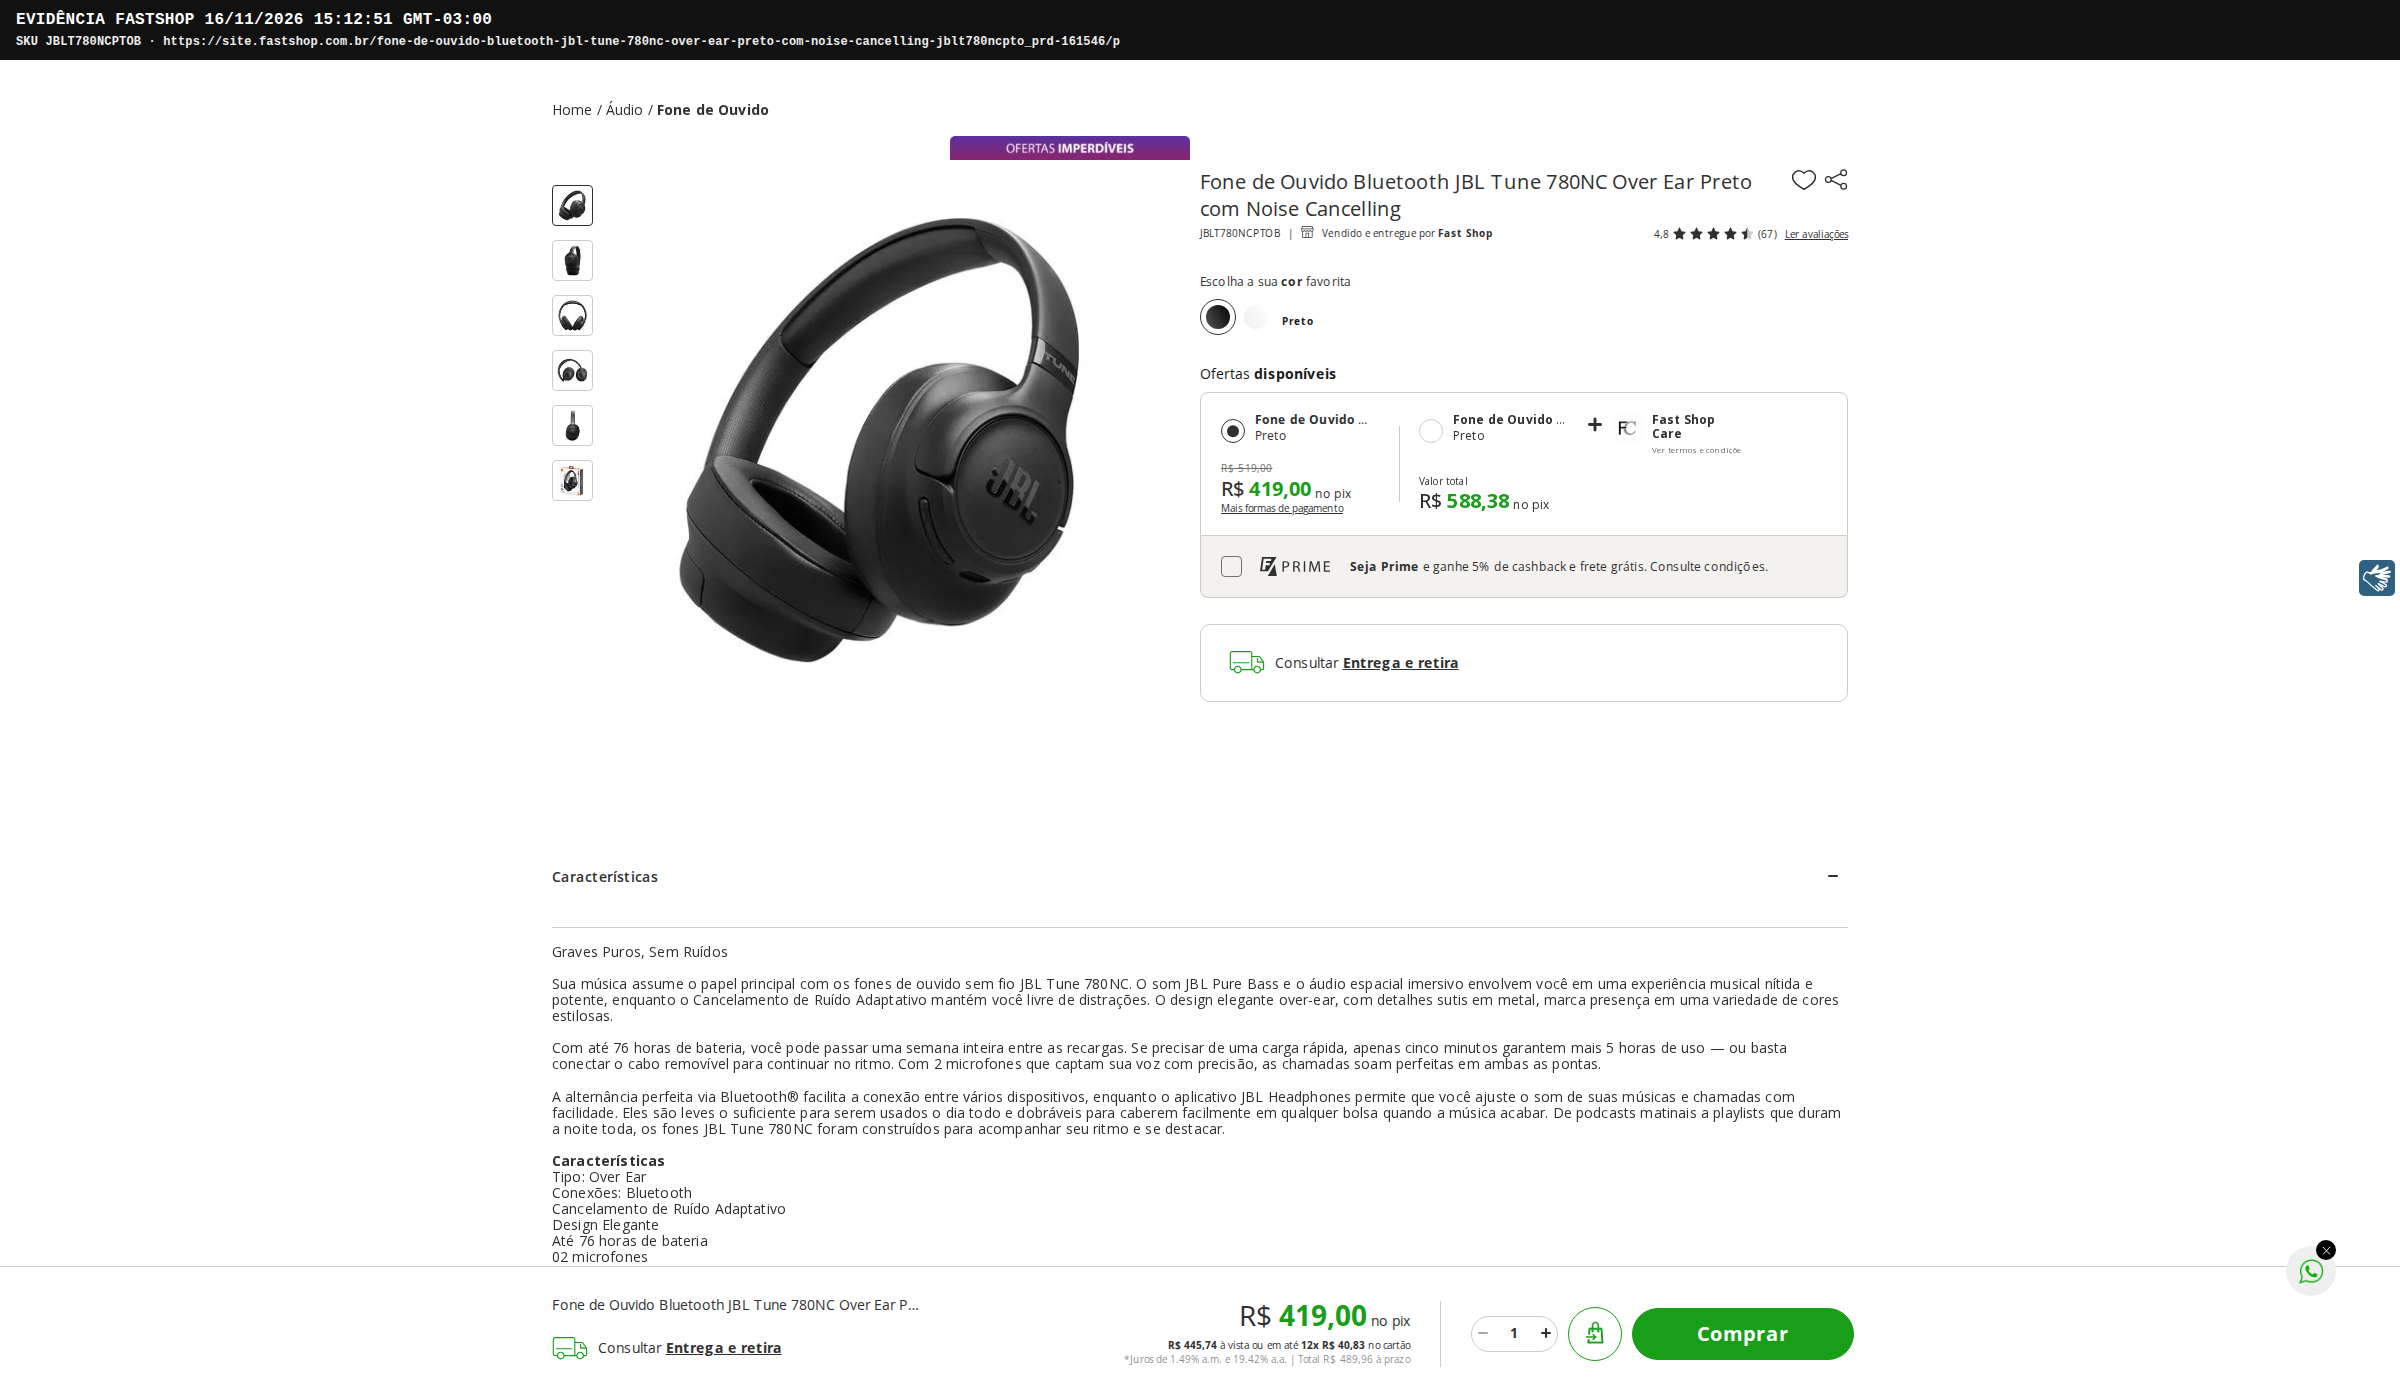 EVIDÊNCIA FASTSHOP 16/11/2026 15:12:51 GMT-03:00
SKU JBLT780NCPTOB · https://site.fastshop.com.br/fone-de-ouvido-bluetooth-jbl-tune-780nc-over-ear-preto-com-noise-cancelling-jblt780ncpto_prd-161546/p
Home / Áudio / Fone de Ouvido
OFERTAS IMPERDÍVEIS
Fone de Ouvido Bluetooth JBL Tune 780NC Over Ear Preto
com Noise Cancelling
JBLT780NCPTOB | Vendido e entregue por Fast Shop
4,8 (67) Ler avaliações
Escolha a sua cor favorita
Preto
Ofertas disponíveis
Fone de Ouvido ...
Preto
R$ 519,00
R$ 419,00 no pix
Mais formas de pagamento
Fone de Ouvido ...
Preto
+
FC
Fast Shop
Care
Ver termos e condiçõe
Valor total
R$ 588,38 no pix
PRIME
Seja Prime e ganhe 5% de cashback e frete grátis. Consulte condições.
Consultar Entrega e retira
TUNE
JBL
Características
Graves Puros, Sem Ruídos
Sua música assume o papel principal com os fones de ouvido sem fio JBL Tune 780NC. O som JBL Pure Bass e o áudio espacial imersivo envolvem você em uma experiência musical nítida e
potente, enquanto o Cancelamento de Ruído Adaptativo mantém você livre de distrações. O design elegante over-ear, com detalhes sutis em metal, marca presença em uma variedade de cores
estilosas.
Com até 76 horas de bateria, você pode passar uma semana inteira entre as recargas. Se precisar de uma carga rápida, apenas cinco minutos garantem mais 5 horas de uso — ou basta
conectar o cabo removível para continuar no ritmo. Com 2 microfones que captam sua voz com precisão, as chamadas soam perfeitas em ambas as pontas.
A alternância perfeita via Bluetooth® facilita a conexão entre vários dispositivos, enquanto o aplicativo JBL Headphones permite que você ajuste o som de suas músicas e chamadas com
facilidade. Eles são leves o suficiente para serem usados o dia todo e dobráveis para caberem facilmente em qualquer bolsa quando a música acabar. De podcasts matinais a playlists que duram
a noite toda, os fones JBL Tune 780NC foram construídos para acompanhar seu ritmo e se destacar.
Características
Tipo: Over Ear
Conexões: Bluetooth
Cancelamento de Ruído Adaptativo
Design Elegante
Até 76 horas de bateria
02 microfones
Fone de Ouvido Bluetooth JBL Tune 780NC Over Ear P...
Consultar Entrega e retira
R$ 419,00 no pix
R$ 445,74 à vista ou em até 12x R$ 40,83 no cartão
*Juros de 1.49% a.m. e 19.42% a.a. | Total R$ 489,96 à prazo
− 1 +
Comprar